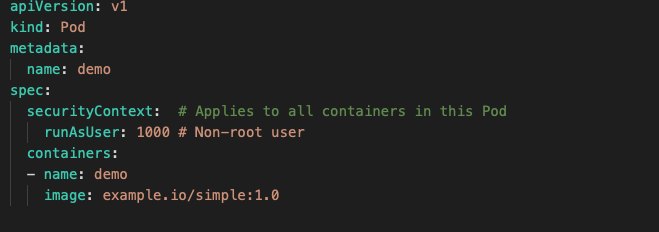 apiVersion: v1
kind: Pod
metadata:
  name: demo
spec:
  securityContext:  # Applies to all containers in this Pod
    runAsUser: 1000 # Non-root user
  containers:
  - name: demo
    image: example.io/simple:1.0